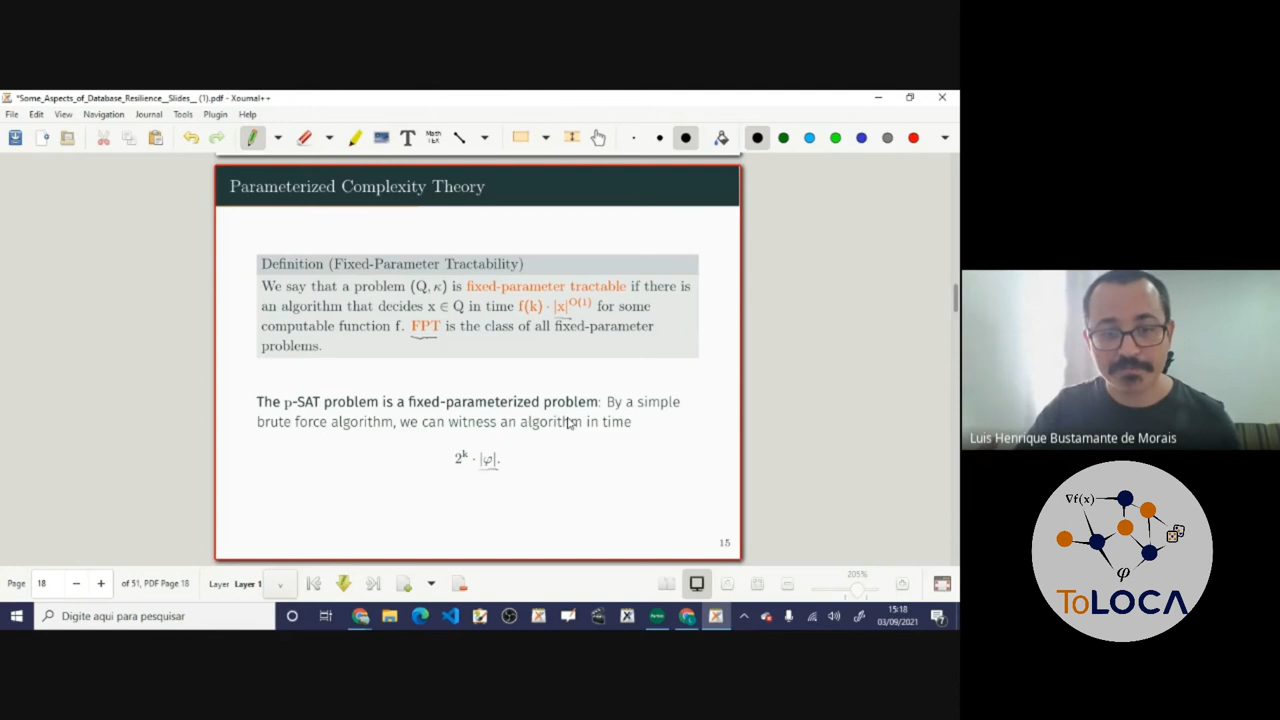 *Some_Aspects_of_Database_Resilience__Slides__ (1).pdf - Xournal++
File Edit View Navigation Journal Tools Plugin Help
T Math TEX
Parameterized Complexity Theory
Definition (Fixed-Parameter Tractability)
We say that a problem (Q, κ) is fixed-parameter tractable if there is
an algorithm that decides x ∈ Q in time f(k) · |x|^O(1) for some
computable function f. FPT is the class of all fixed-parameter
problems.
The p-SAT problem is a fixed-parameterized problem: By a simple
brute force algorithm, we can witness an algorithm in time
2^k · |φ|.
15
Page 18 − + of 51, PDF Page 18 Layer Layer 1 205%
Digite aqui para pesquisar
15:18
03/09/2021
Luis Henrique Bustamante de Morais
∇f(x)
φ
ToLOCA